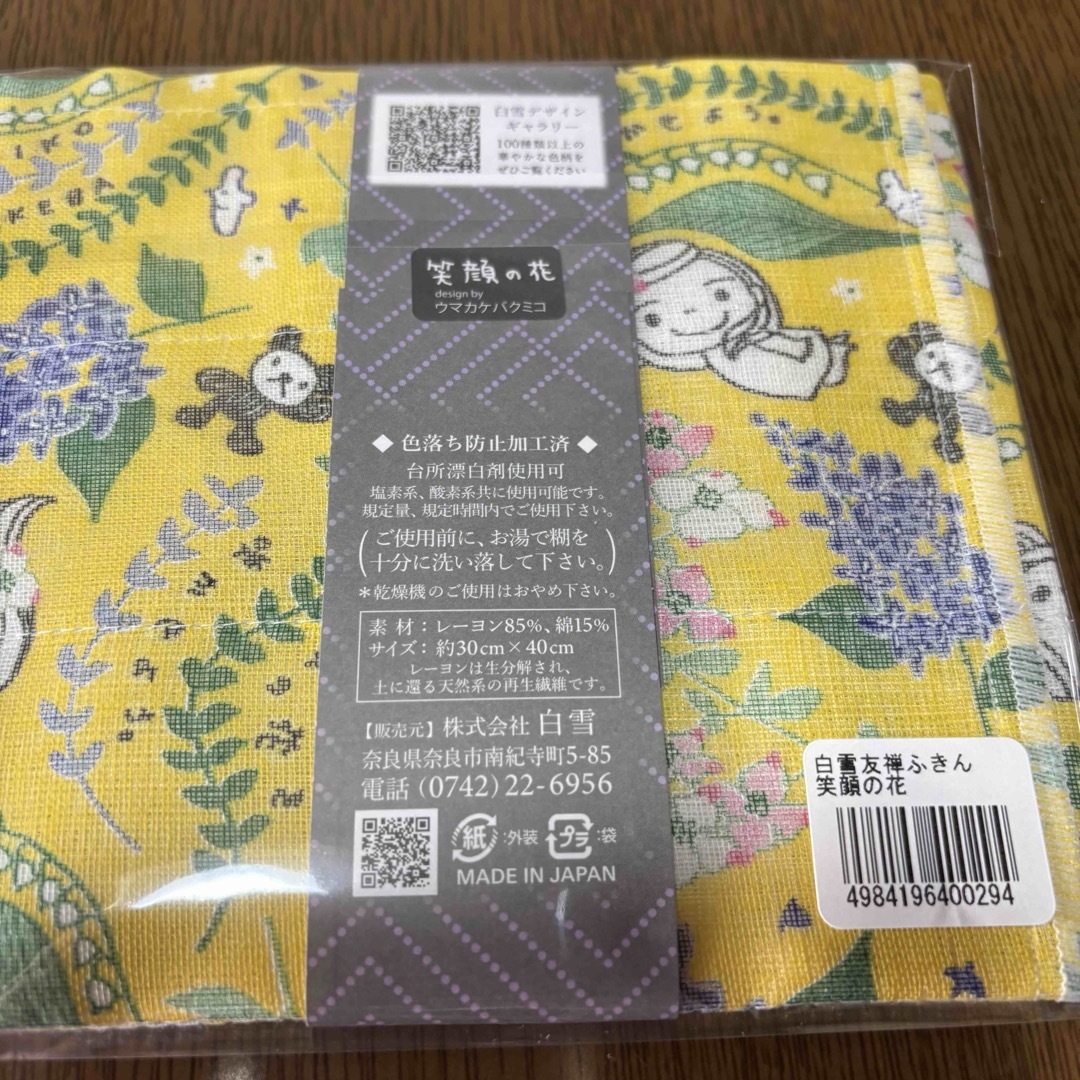 白雪デザイン
ギャラリー
100種類以上の
華やかな色柄を
ぜひご覧ください
笑顔の花
design by
ウマカケバクミコ
◆ 色落ち防止加工済 ◆
台所漂白剤使用可
塩素系、酸素系共に使用可能です。
規定量、規定時間内でご使用下さい。
(ご使用前に、お湯で糊を
十分に洗い落して下さい。)
*乾燥機のご使用はおやめ下さい。
素 材：レーヨン85%、綿15%
サイズ：約30cm×40cm
レーヨンは生分解され、
土に還る天然系の再生繊維です。
【販売元】株式会社 白雪
奈良県奈良市南紀寺町5-85
電話 (0742) 22-6956
紙:外装 プラ:袋
MADE IN JAPAN
白雪友禅ふきん
笑顔の花
4984196400294